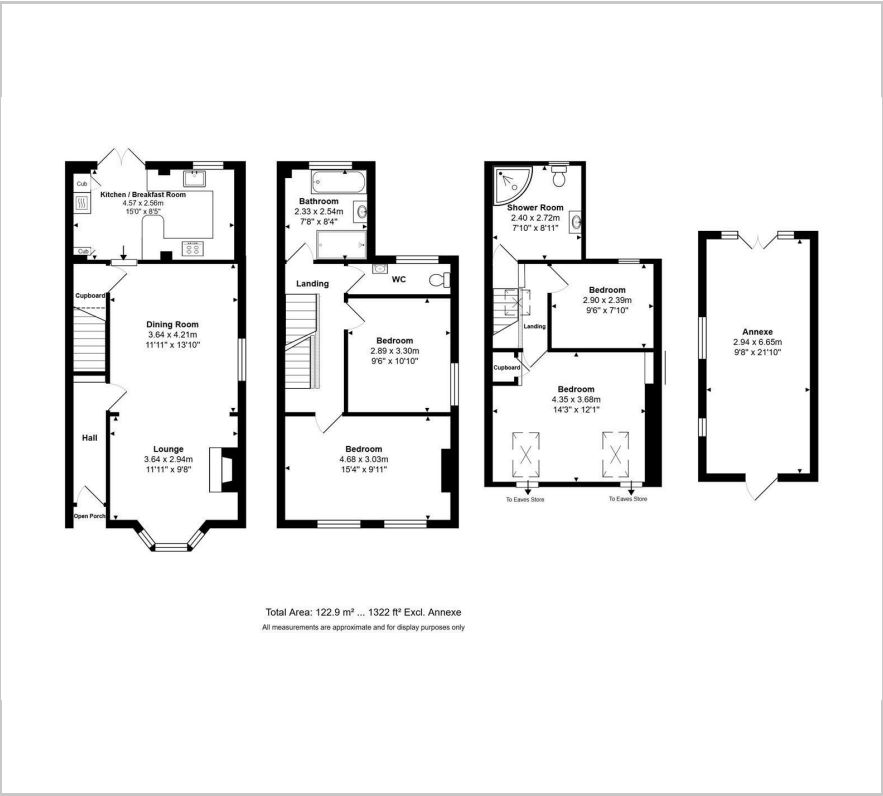 Cub
Kitchen / Breakfast Room
4.57 x 2.56m
15'0" x 8'5"
Cub
Cupboard
Dining Room
3.64 x 4.21m
11'11" x 13'10"
Hall
Lounge
3.64 x 2.94m
11'11" x 9'8"
Open Porch
Bathroom
2.33 x 2.54m
7'8" x 8'4"
Landing
WC
Bedroom
2.89 x 3.30m
9'6" x 10'10"
Bedroom
4.68 x 3.03m
15'4" x 9'11"
Shower Room
2.40 x 2.72m
7'10" x 8'11"
Bedroom
2.90 x 2.39m
9'6" x 7'10"
Landing
Cupboard
Bedroom
4.35 x 3.68m
14'3" x 12'1"
To Eaves Store
To Eaves Store
Annexe
2.94 x 6.65m
9'8" x 21'10"
Total Area: 122.9 m² ... 1322 ft² Excl. Annexe
All measurements are approximate and for display purposes only